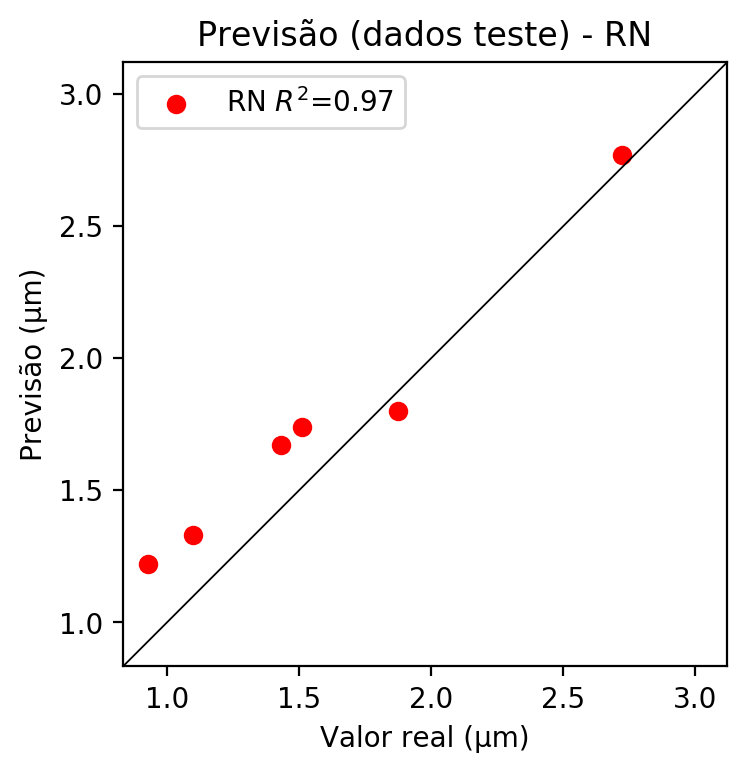 Previsão (dados teste) - RN
RN R²=0.97
3.0
2.5
2.0
1.5
1.0
Previsão (µm)
1.0 1.5 2.0 2.5 3.0
Valor real (µm)